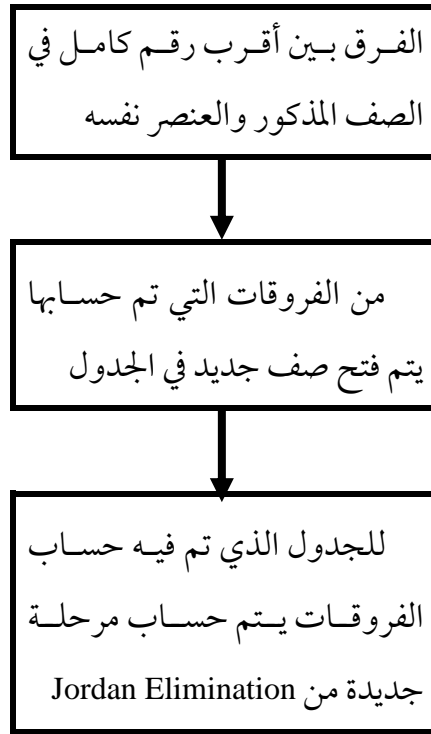 الفرق بين أقرب رقم كامل في
الصف المذكور والعنصر نفسه
من الفروقات التي تم حسابها
يتم فتح صف جديد في الجدول
للجدول الذي تم فيه حساب
الفروقات يتم حساب مرحلة
جديدة من Jordan Elimination